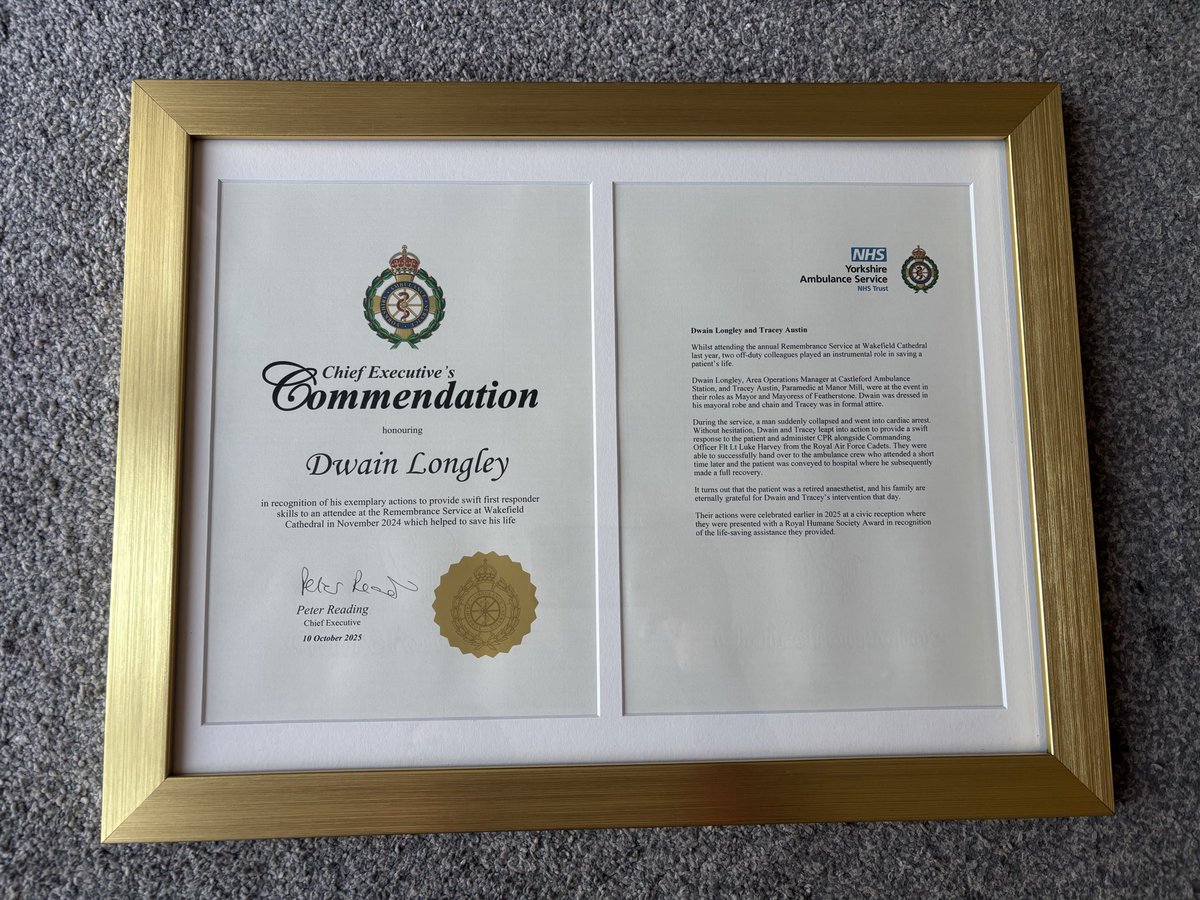 Chief Executive's
Commendation
honouring
Dwain Longley
in recognition of his exemplary actions to provide swift first responder
skills to an attendee at the Remembrance Service at Wakefield
Cathedral in November 2024 which helped to save his life
Peter Reading
Peter Reading
Chief Executive
10 October 2025
NHS
Yorkshire
Ambulance Service
NHS Trust
Dwain Longley and Tracey Austin
Whilst attending the annual Remembrance Service at Wakefield Cathedral
last year, two off-duty colleagues played an instrumental role in saving a
patient's life.
Dwain Longley, Area Operations Manager at Castleford Ambulance
Station, and Tracey Austin, Paramedic at Manor Mill, were at the event in
their roles as Mayor and Mayoress of Featherstone. Dwain was dressed in
his mayoral robe and chain and Tracey was in formal attire.
During the service, a man suddenly collapsed and went into cardiac arrest.
Without hesitation, Dwain and Tracey leapt into action to provide a swift
response to the patient and administer CPR alongside Commanding
Officer Flt Lt Luke Harvey from the Royal Air Force Cadets. They were
able to successfully hand over to the ambulance crew who attended a short
time later and the patient was conveyed to hospital where he subsequently
made a full recovery.
It turns out that the patient was a retired anaesthetist, and his family are
eternally grateful for Dwain and Tracey's intervention that day.
Their actions were celebrated earlier in 2025 at a civic reception where
they were presented with a Royal Humane Society Award in recognition
of the life-saving assistance they provided.